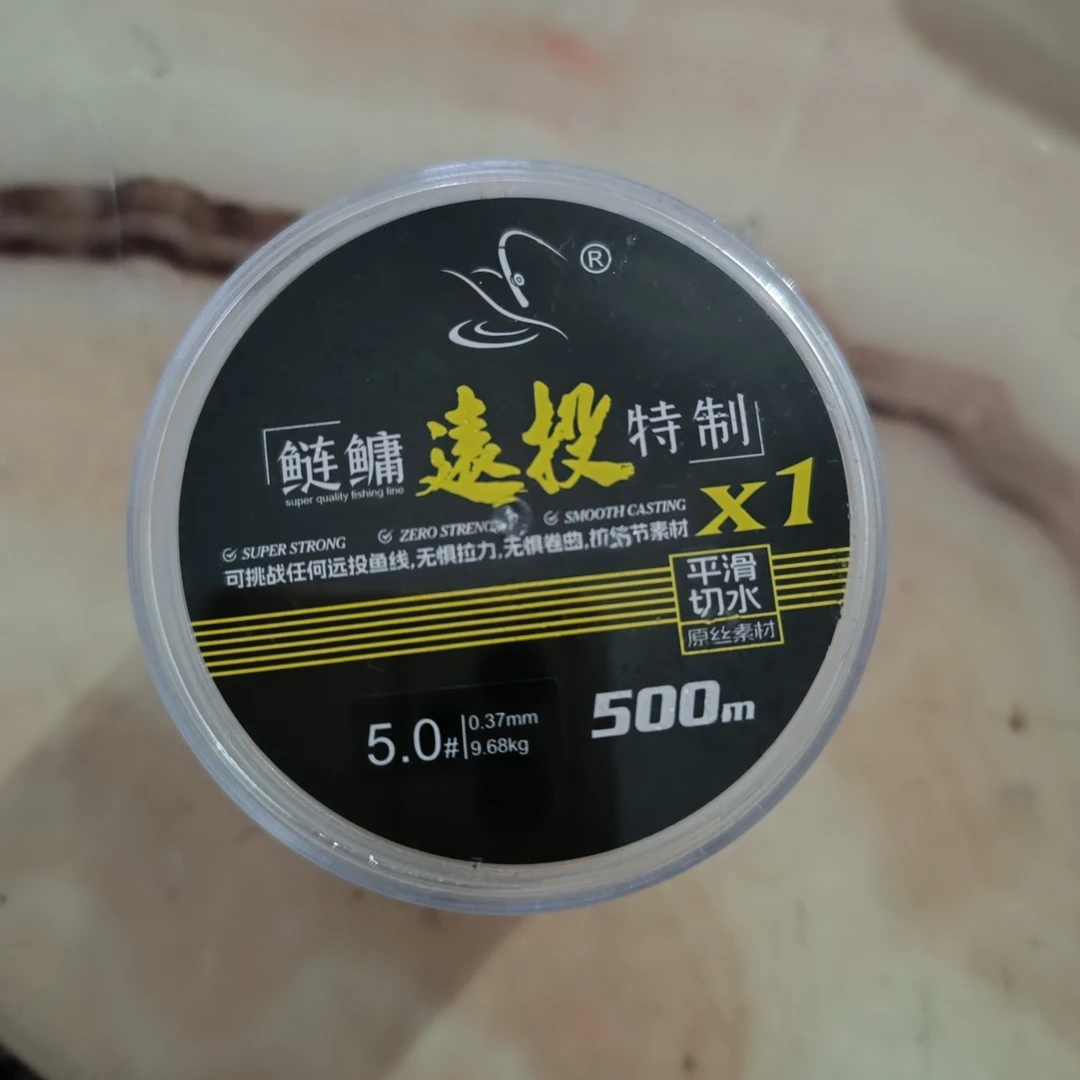 ®
鲢鳙遠投特制
super quality fishing line
x1
SUPER STRONG ZERO STRENG SMOOTH CASTING
可挑战任何远投鱼线,无惧拉力,无惧卷曲,抗结节素材
平滑
切水
原丝素材
5.0# 0.37mm
9.68kg
500m